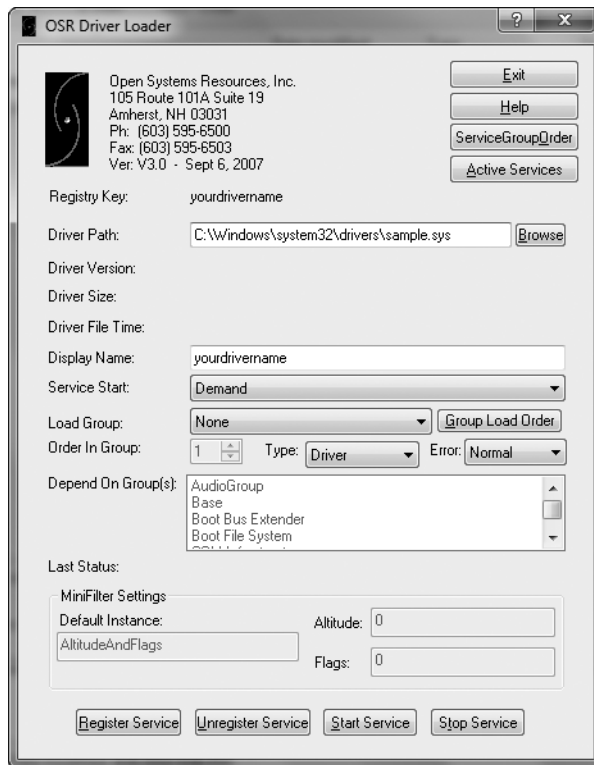 OSR Driver Loader
Open Systems Resources, Inc.
105 Route 101A Suite 19
Amherst, NH 03031
Ph: (603) 595-6500
Fax: (603) 595-6503
Ver: V3.0 - Sept 6, 2007
Exit
Help
ServiceGroupOrder
Active Services
Registry Key: yourdrivername
Driver Path: C:\Windows\system32\drivers\sample.sys Browse
Driver Version:
Driver Size:
Driver File Time:
Display Name: yourdrivername
Service Start: Demand
Load Group: None Group Load Order
Order In Group: 1 Type: Driver Error: Normal
Depend On Group(s): AudioGroup
Base
Boot Bus Extender
Boot File System
Last Status:
MiniFilter Settings
Default Instance:
AltitudeAndFlags
Altitude: 0
Flags: 0
Register Service Unregister Service Start Service Stop Service